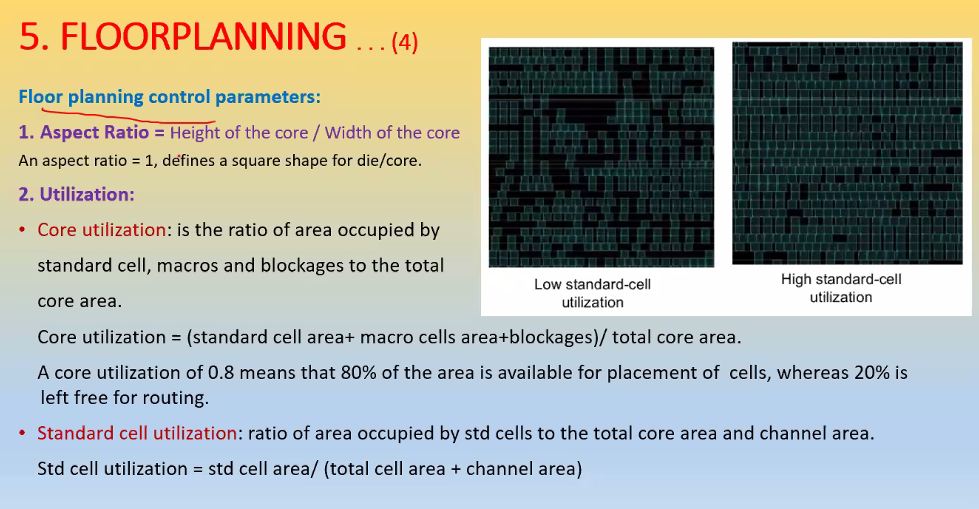 5. FLOORPLANNING . . . (4)
Floor planning control parameters:
1. Aspect Ratio = Height of the core / Width of the core
An aspect ratio = 1, defines a square shape for die/core.
2. Utilization:
• Core utilization: is the ratio of area occupied by
standard cell, macros and blockages to the total
core area.
Core utilization = (standard cell area+ macro cells area+blockages)/ total core area.
A core utilization of 0.8 means that 80% of the area is available for placement of cells, whereas 20% is
left free for routing.
• Standard cell utilization: ratio of area occupied by std cells to the total core area and channel area.
Std cell utilization = std cell area/ (total cell area + channel area)
Low standard-cell
utilization
High standard-cell
utilization